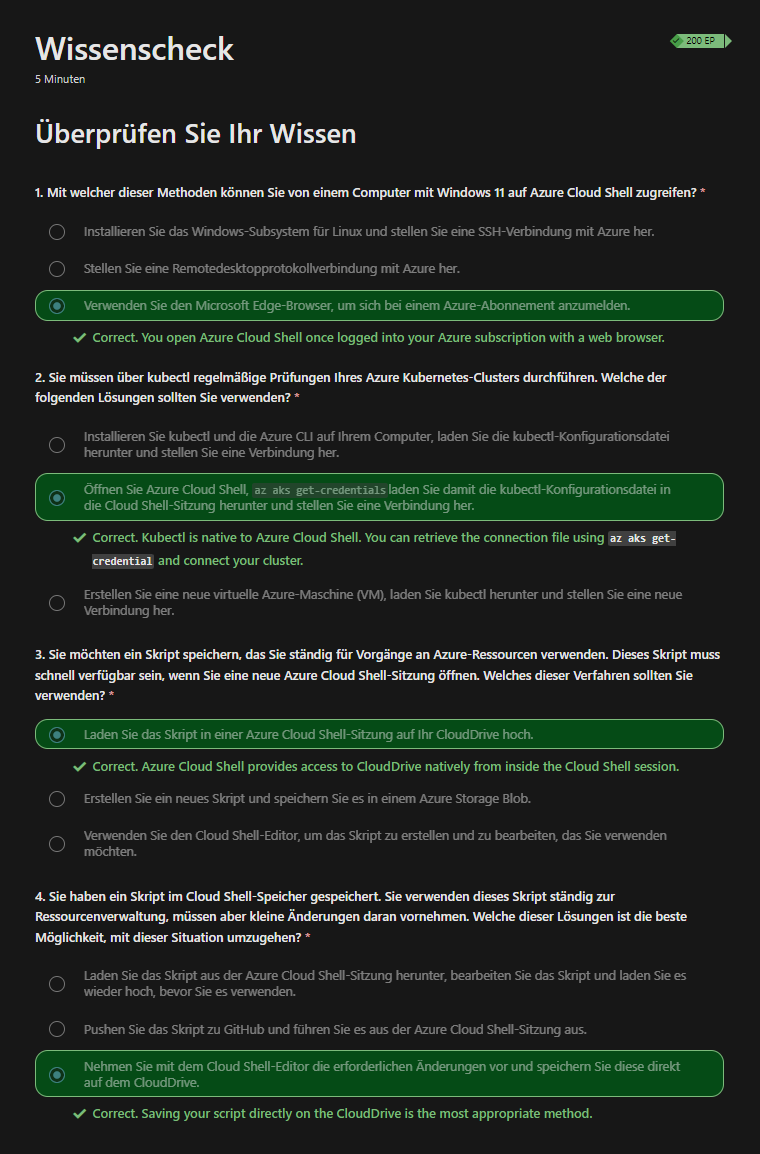 Wissenscheck
200 EP
5 Minuten
Überprüfen Sie Ihr Wissen
1. Mit welcher dieser Methoden können Sie von einem Computer mit Windows 11 auf Azure Cloud Shell zugreifen? *
Installieren Sie das Windows-Subsystem für Linux und stellen Sie eine SSH-Verbindung mit Azure her.
Stellen Sie eine Remotedesktopprotokollverbindung mit Azure her.
Verwenden Sie den Microsoft Edge-Browser, um sich bei einem Azure-Abonnement anzumelden.
Correct. You open Azure Cloud Shell once logged into your Azure subscription with a web browser.
2. Sie müssen über kubectl regelmäßige Prüfungen Ihres Azure Kubernetes-Clusters durchführen. Welche der
folgenden Lösungen sollten Sie verwenden? *
Installieren Sie kubectl und die Azure CLI auf Ihrem Computer, laden Sie die kubectl-Konfigurationsdatei
herunter und stellen Sie eine Verbindung her.
Öffnen Sie Azure Cloud Shell, az aks get-credentials laden Sie damit die kubectl-Konfigurationsdatei in
die Cloud Shell-Sitzung herunter und stellen Sie eine Verbindung her.
Correct. Kubectl is native to Azure Cloud Shell. You can retrieve the connection file using az aks get-
credential and connect your cluster.
Erstellen Sie eine neue virtuelle Azure-Maschine (VM), laden Sie kubectl herunter und stellen Sie eine neue
Verbindung her.
3. Sie möchten ein Skript speichern, das Sie ständig für Vorgänge an Azure-Ressourcen verwenden. Dieses Skript muss
schnell verfügbar sein, wenn Sie eine neue Azure Cloud Shell-Sitzung öffnen. Welches dieser Verfahren sollten Sie
verwenden? *
Laden Sie das Skript in einer Azure Cloud Shell-Sitzung auf Ihr CloudDrive hoch.
Correct. Azure Cloud Shell provides access to CloudDrive natively from inside the Cloud Shell session.
Erstellen Sie ein neues Skript und speichern Sie es in einem Azure Storage Blob.
Verwenden Sie den Cloud Shell-Editor, um das Skript zu erstellen und zu bearbeiten, das Sie verwenden
möchten.
4. Sie haben ein Skript im Cloud Shell-Speicher gespeichert. Sie verwenden dieses Skript ständig zur
Ressourcenverwaltung, müssen aber kleine Änderungen daran vornehmen. Welche dieser Lösungen ist die beste
Möglichkeit, mit dieser Situation umzugehen? *
Laden Sie das Skript aus der Azure Cloud Shell-Sitzung herunter, bearbeiten Sie das Skript und laden Sie es
wieder hoch, bevor Sie es verwenden.
Pushen Sie das Skript zu GitHub und führen Sie es aus der Azure Cloud Shell-Sitzung aus.
Nehmen Sie mit dem Cloud Shell-Editor die erforderlichen Änderungen vor und speichern Sie diese direkt
auf dem CloudDrive.
Correct. Saving your script directly on the CloudDrive is the most appropriate method.